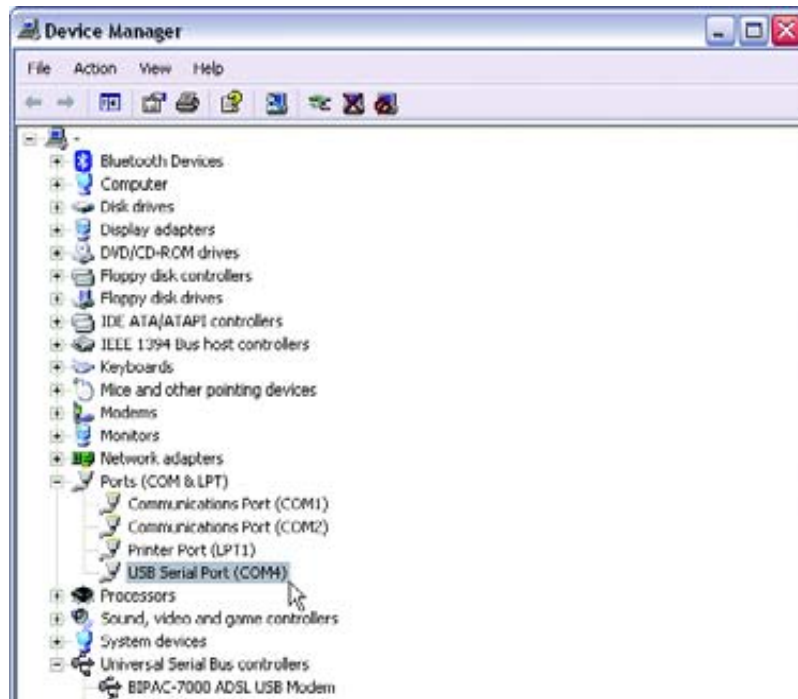 Device Manager
File Action View Help
-
Bluetooth Devices
Computer
Disk drives
Display adapters
DVD/CD-ROM drives
Floppy disk controllers
Floppy disk drives
IDE ATA/ATAPI controllers
IEEE 1394 Bus host controllers
Keyboards
Mice and other pointing devices
Modems
Monitors
Network adapters
Ports (COM & LPT)
Communications Port (COM1)
Communications Port (COM2)
Printer Port (LPT1)
USB Serial Port (COM4)
Processors
Sound, video and game controllers
System devices
Universal Serial Bus controllers
BIPAC-7000 ADSL USB Modem